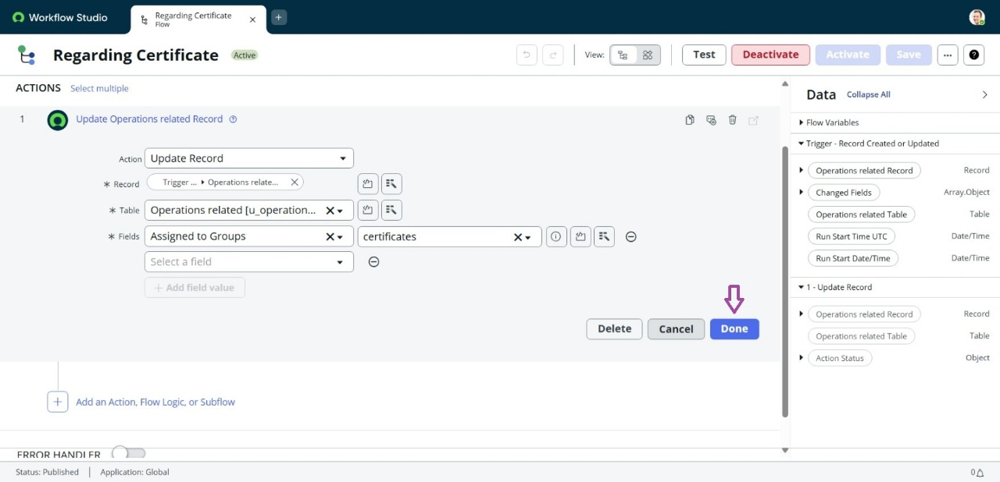 Workflow Studio
Regarding Certificate
Flow
Regarding Certificate
Active
View:
Test
Deactivate
Activate
Save
ACTIONS
Select multiple
1
Update Operations related Record
Action
Update Record
* Record
Trigger ... ▸ Operations relate...
* Table
Operations related [u_operation...
* Fields
Assigned to Groups
certificates
Select a field
+ Add field value
Delete
Cancel
Done
Add an Action, Flow Logic, or Subflow
ERROR HANDLER
Status: Published
Application: Global
Data
Collapse All
Flow Variables
Trigger - Record Created or Updated
Operations related Record
Record
Changed Fields
Array.Object
Operations related Table
Table
Run Start Time UTC
Date/Time
Run Start Date/Time
Date/Time
1 - Update Record
Operations related Record
Record
Operations related Table
Table
Action Status
Object
0